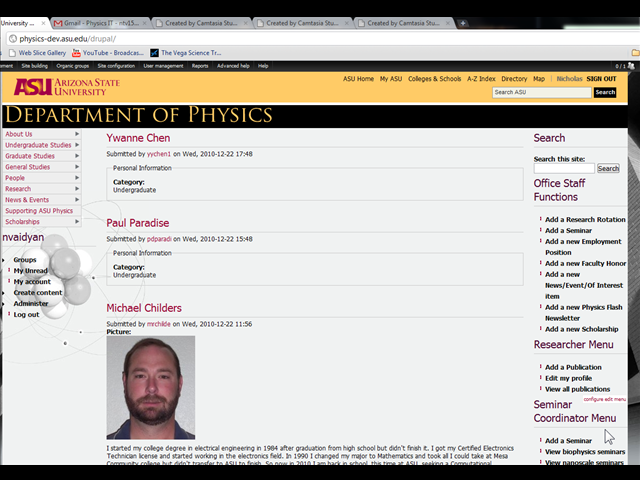 University ...
Gmail - Physics IT - ntv15...
Created by Camtasia Stu...
Created by Camtasia Stu...
Created by Camtasia Stu...
physics-dev.asu.edu/drupal/
Web Slice Gallery
YouTube - Broadcas...
The Vega Science Tr...
Organic groups
Site building
Site configuration
User management
Reports
Advanced help
Help
0 / 1
ASU ARIZONA STATE UNIVERSITY
ASU Home
My ASU
Colleges & Schools
A-Z Index
Directory
Map
Nicholas
SIGN OUT
Search ASU
Search
DEPARTMENT OF PHYSICS
About Us
Undergraduate Studies
Graduate Studies
General Studies
People
Research
News & Events
Supporting ASU Physics
Scholarships
nvaidyan
Groups
My Unread
My account
Create content
Administer
Log out
Ywanne Chen
Submitted by yychen1 on Wed, 2010-12-22 17:48
Personal Information
Category:
Undergraduate
Paul Paradise
Submitted by pdparadi on Wed, 2010-12-22 15:48
Personal Information
Category:
Undergraduate
Michael Childers
Submitted by mrchilde on Wed, 2010-12-22 11:56
Picture:
I started my college degree in electrical engineering in 1984 after graduation from high school but didn't finish it. I got my Certified Electronics
Technician license and started working in the electronics field. In 1990 I changed my major to Mathematics and took all I could take at Mesa
Community college but didn't transfer to ASU to finish. So now in 2010 I am back in school, this time at ASU, seeking a Computational
Search
Search this site:
Search
Office Staff
Functions
Add a Research Rotation
Add a Seminar
Add a new Employment
Position
Add a new Faculty Honor
Add a new
News/Event/Of Interest
item
Add a new Physics Flash
Newsletter
Add a new Scholarship
Researcher Menu
Add a Publication
Edit my profile
View all publications
configure edit menu
Seminar
Coordinator Menu
Add a Seminar
View biophysics seminars
View nanoscale seminars